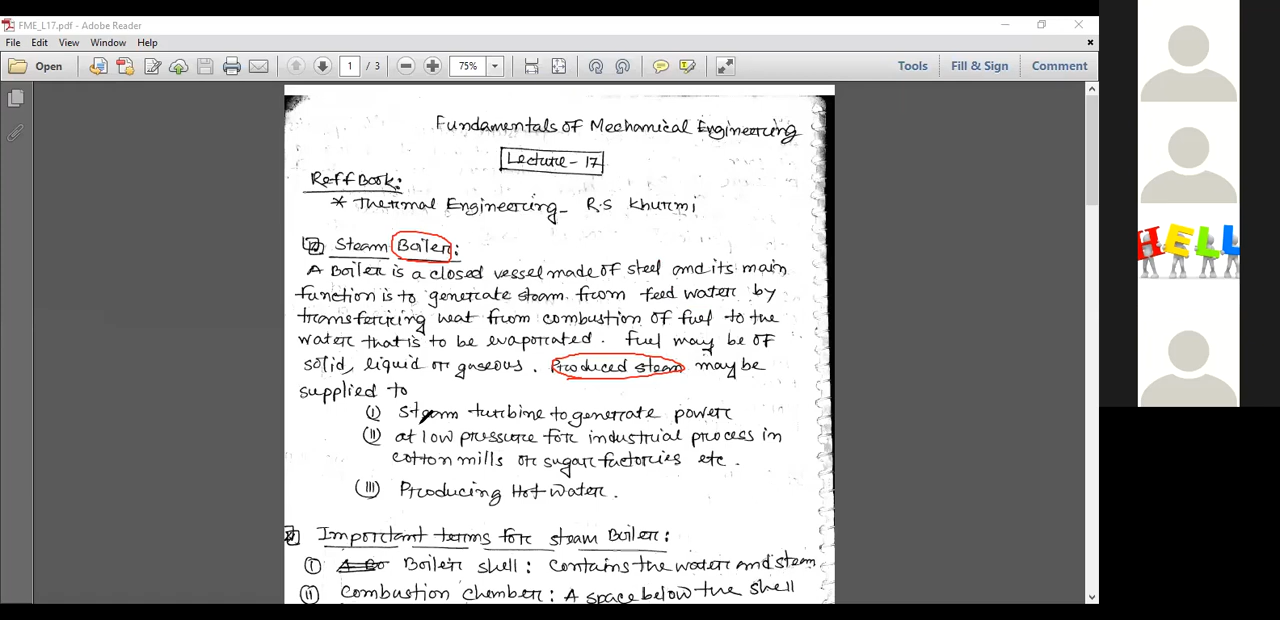 FME_L17.pdf - Adobe Reader
File Edit View Window Help
Open 1 / 3 75% Tools Fill & Sign Comment
Fundamentals of Mechanical Engineering
Lecture - 17
Reff Book:
* Thermal Engineering - R.S Khurmi
Steam Boiler:
A Boiler is a closed vessel made of steel and its main
function is to generate steam from feed water by
transferring heat from combustion of fuel to the
water that is to be evaporated. Fuel may be of
solid, liquid or gaseous. Produced steam may be
supplied to
(I) Steam turbine to generate power
(II) at low pressure for industrial process in
cotton mills or sugar factories etc.
(III) Producing Hot water.
Important terms for steam Boiler:
(I) Boiler shell: contains the water and steam
(II) combustion chamber: A space below the shell
HELL